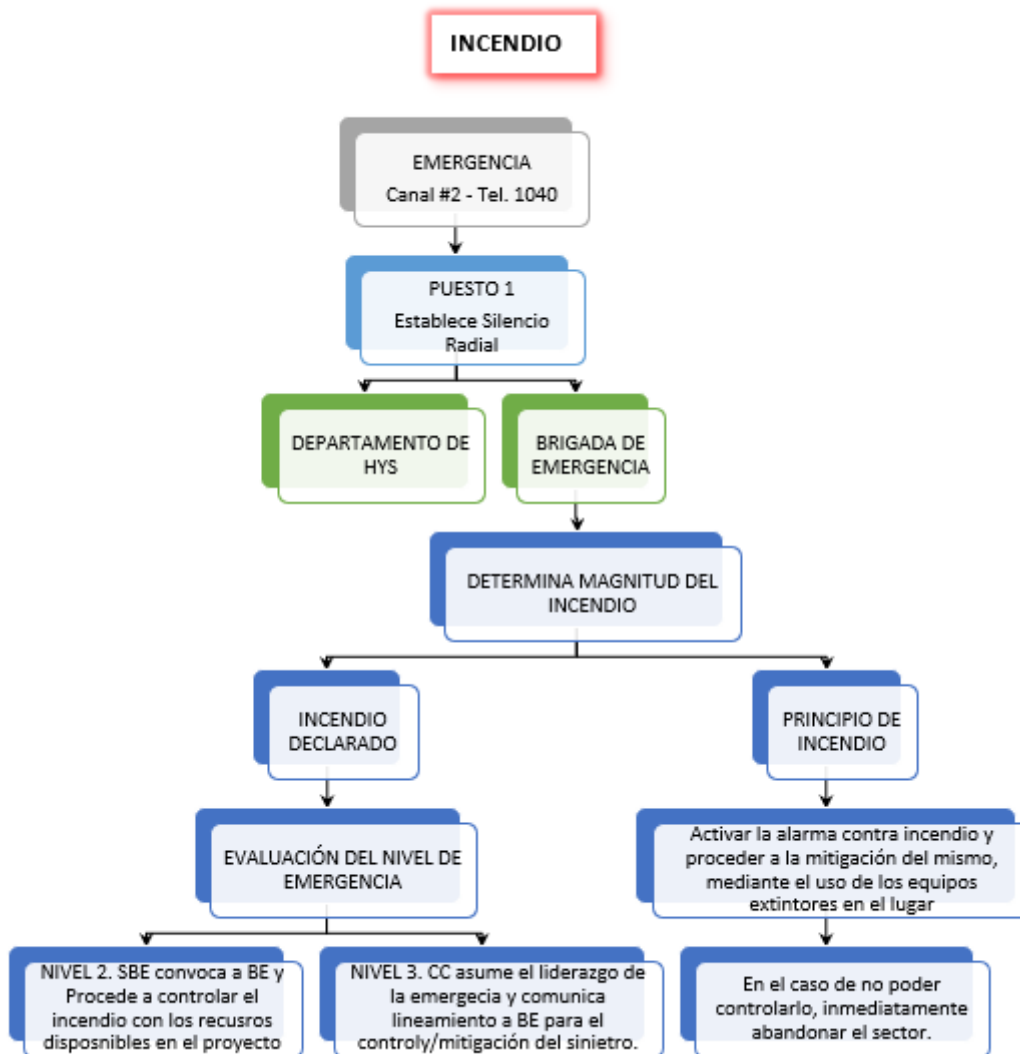 INCENDIO
EMERGENCIA
Canal #2 - Tel. 1040
PUESTO 1
Establece Silencio
Radial
DEPARTAMENTO DE
HYS
BRIGADA DE
EMERGENCIA
DETERMINA MAGNITUD DEL
INCENDIO
INCENDIO
DECLARADO
PRINCIPIO DE
INCENDIO
EVALUACIÓN DEL NIVEL DE
EMERGENCIA
Activar la alarma contra incendio y
proceder a la mitigación del mismo,
mediante el uso de los equipos
extintores en el lugar
NIVEL 2. SBE convoca a BE y
Procede a controlar el
incendio con los recusros
disposnibles en el proyecto
NIVEL 3. CC asume el liderazgo de
la emergecia y comunica
lineamiento a BE para el
controly/mitigación del sinietro.
En el caso de no poder
controlarlo, inmediatamente
abandonar el sector.